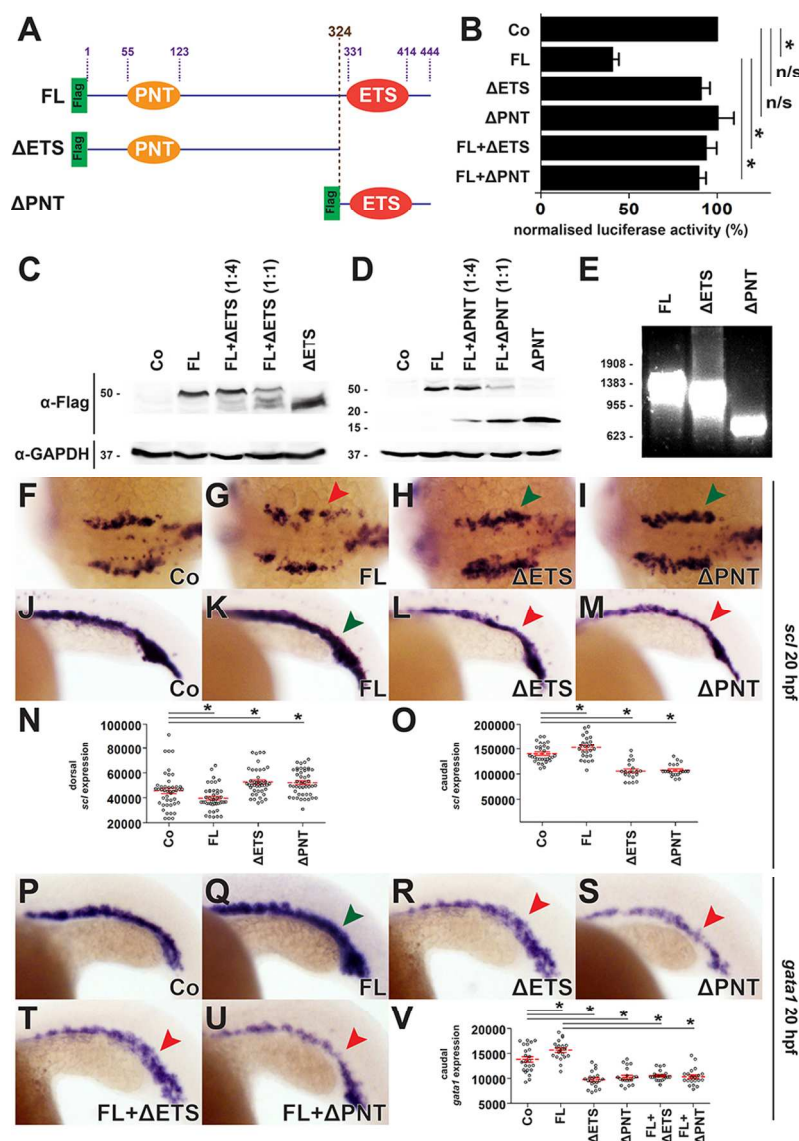 A
1
55
123
324
331
414
444
FL
Flag
PNT
ETS
ΔETS
Flag
PNT
ΔPNT
Flag
ETS
B
Co
FL
ΔETS
ΔPNT
FL+ΔETS
FL+ΔPNT
*
n/s
n/s
*
*
0
50
100
normalised luciferase activity (%)
C
Co
FL
FL+ΔETS (1:4)
FL+ΔETS (1:1)
ΔETS
α-Flag
50 -
α-GAPDH
37 -
D
Co
FL
FL+ΔPNT (1:4)
FL+ΔPNT (1:1)
ΔPNT
50 -
20 -
15 -
37 -
E
FL
ΔETS
ΔPNT
1908 -
1383 -
955 -
623 -
F
Co
G
FL
H
ΔETS
I
ΔPNT
J
Co
K
FL
L
ΔETS
M
ΔPNT
scl 20 hpf
N
dorsal
scl expression
100000
80000
60000
40000
20000
*
*
*
Co
FL
ΔETS
ΔPNT
O
caudal
scl expression
200000
150000
100000
50000
*
*
*
Co
FL
ΔETS
ΔPNT
P
Co
Q
FL
R
ΔETS
S
ΔPNT
T
FL+ΔETS
U
FL+ΔPNT
gata1 20 hpf
V
caudal
gata1 expression
20000
15000
10000
5000
*
*
*
*
*
Co
FL
ΔETS
ΔPNT
FL+
ΔETS
FL+
ΔPNT